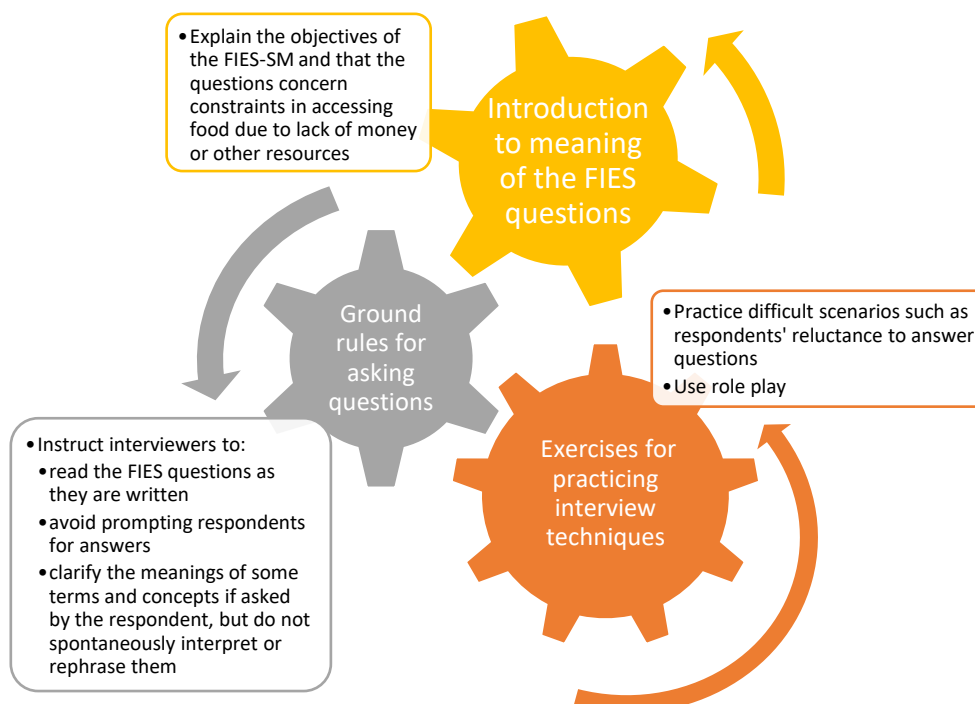 •Explain the objectives of
the FIES-SM and that the
questions concern
constraints in accessing
food due to lack of money
or other resources
Introduction
to meaning
of the FIES
questions
Ground
rules for
asking
questions
•Instruct interviewers to:
•read the FIES questions as
they are written
•avoid prompting respondents
for answers
•clarify the meanings of some
terms and concepts if asked
by the respondent, but do not
spontaneously interpret or
rephrase them
•Practice difficult scenarios such as
respondents' reluctance to answer
questions
•Use role play
Exercises for
practicing
interview
techniques